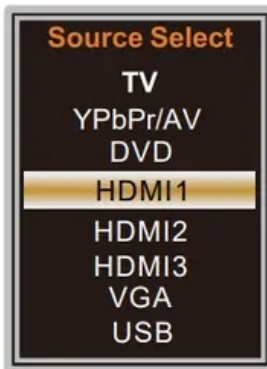 Source Select
TV
YPbPr/AV
DVD
HDMI1
HDMI2
HDMI3
VGA
USB